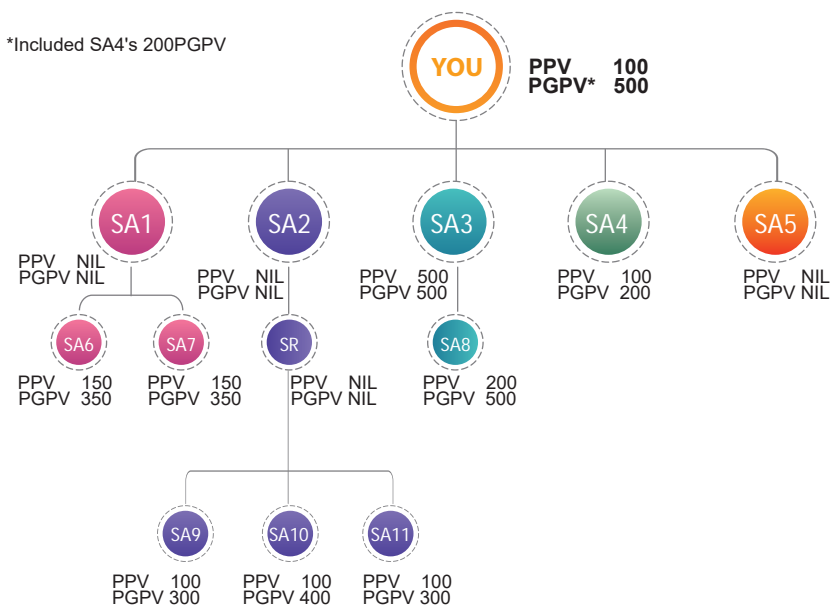 *Included SA4's 200PGPV
YOU
PPV 100
PGPV* 500
SA1
SA2
SA3
SA4
SA5
PPV NIL
PGPV NIL
PPV NIL
PGPV NIL
PPV 500
PGPV 500
PPV 100
PGPV 200
PPV NIL
PGPV NIL
SA6
SA7
SR
SA8
PPV 150
PGPV 350
PPV 150
PGPV 350
PPV NIL
PGPV NIL
PPV 200
PGPV 500
SA9
SA10
SA11
PPV 100
PGPV 300
PPV 100
PGPV 400
PPV 100
PGPV 300